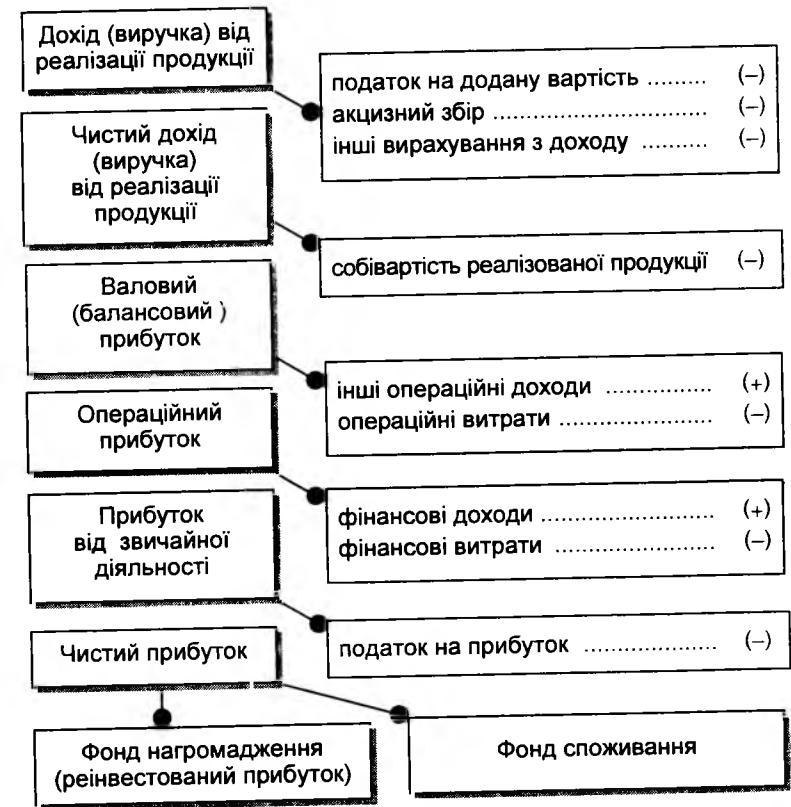 Дохід (виручка) від
реалізації продукції
податок на додану вартість ......... (–)
акцизний збір ................................ (–)
інші вирахування з доходу .......... (–)
Чистий дохід
(виручка)
від реалізації
продукції
собівартість реалізованої продукції (–)
Валовий
(балансовий )
прибуток
інші операційні доходи ................ (+)
операційні витрати ...................... (–)
Операційний
прибуток
фінансові доходи ......................... (+)
фінансові витрати ....................... (–)
Прибуток
від звичайної
діяльності
податок на прибуток .................... (–)
Чистий прибуток
Фонд нагромадження
(реінвестований прибуток)
Фонд споживання